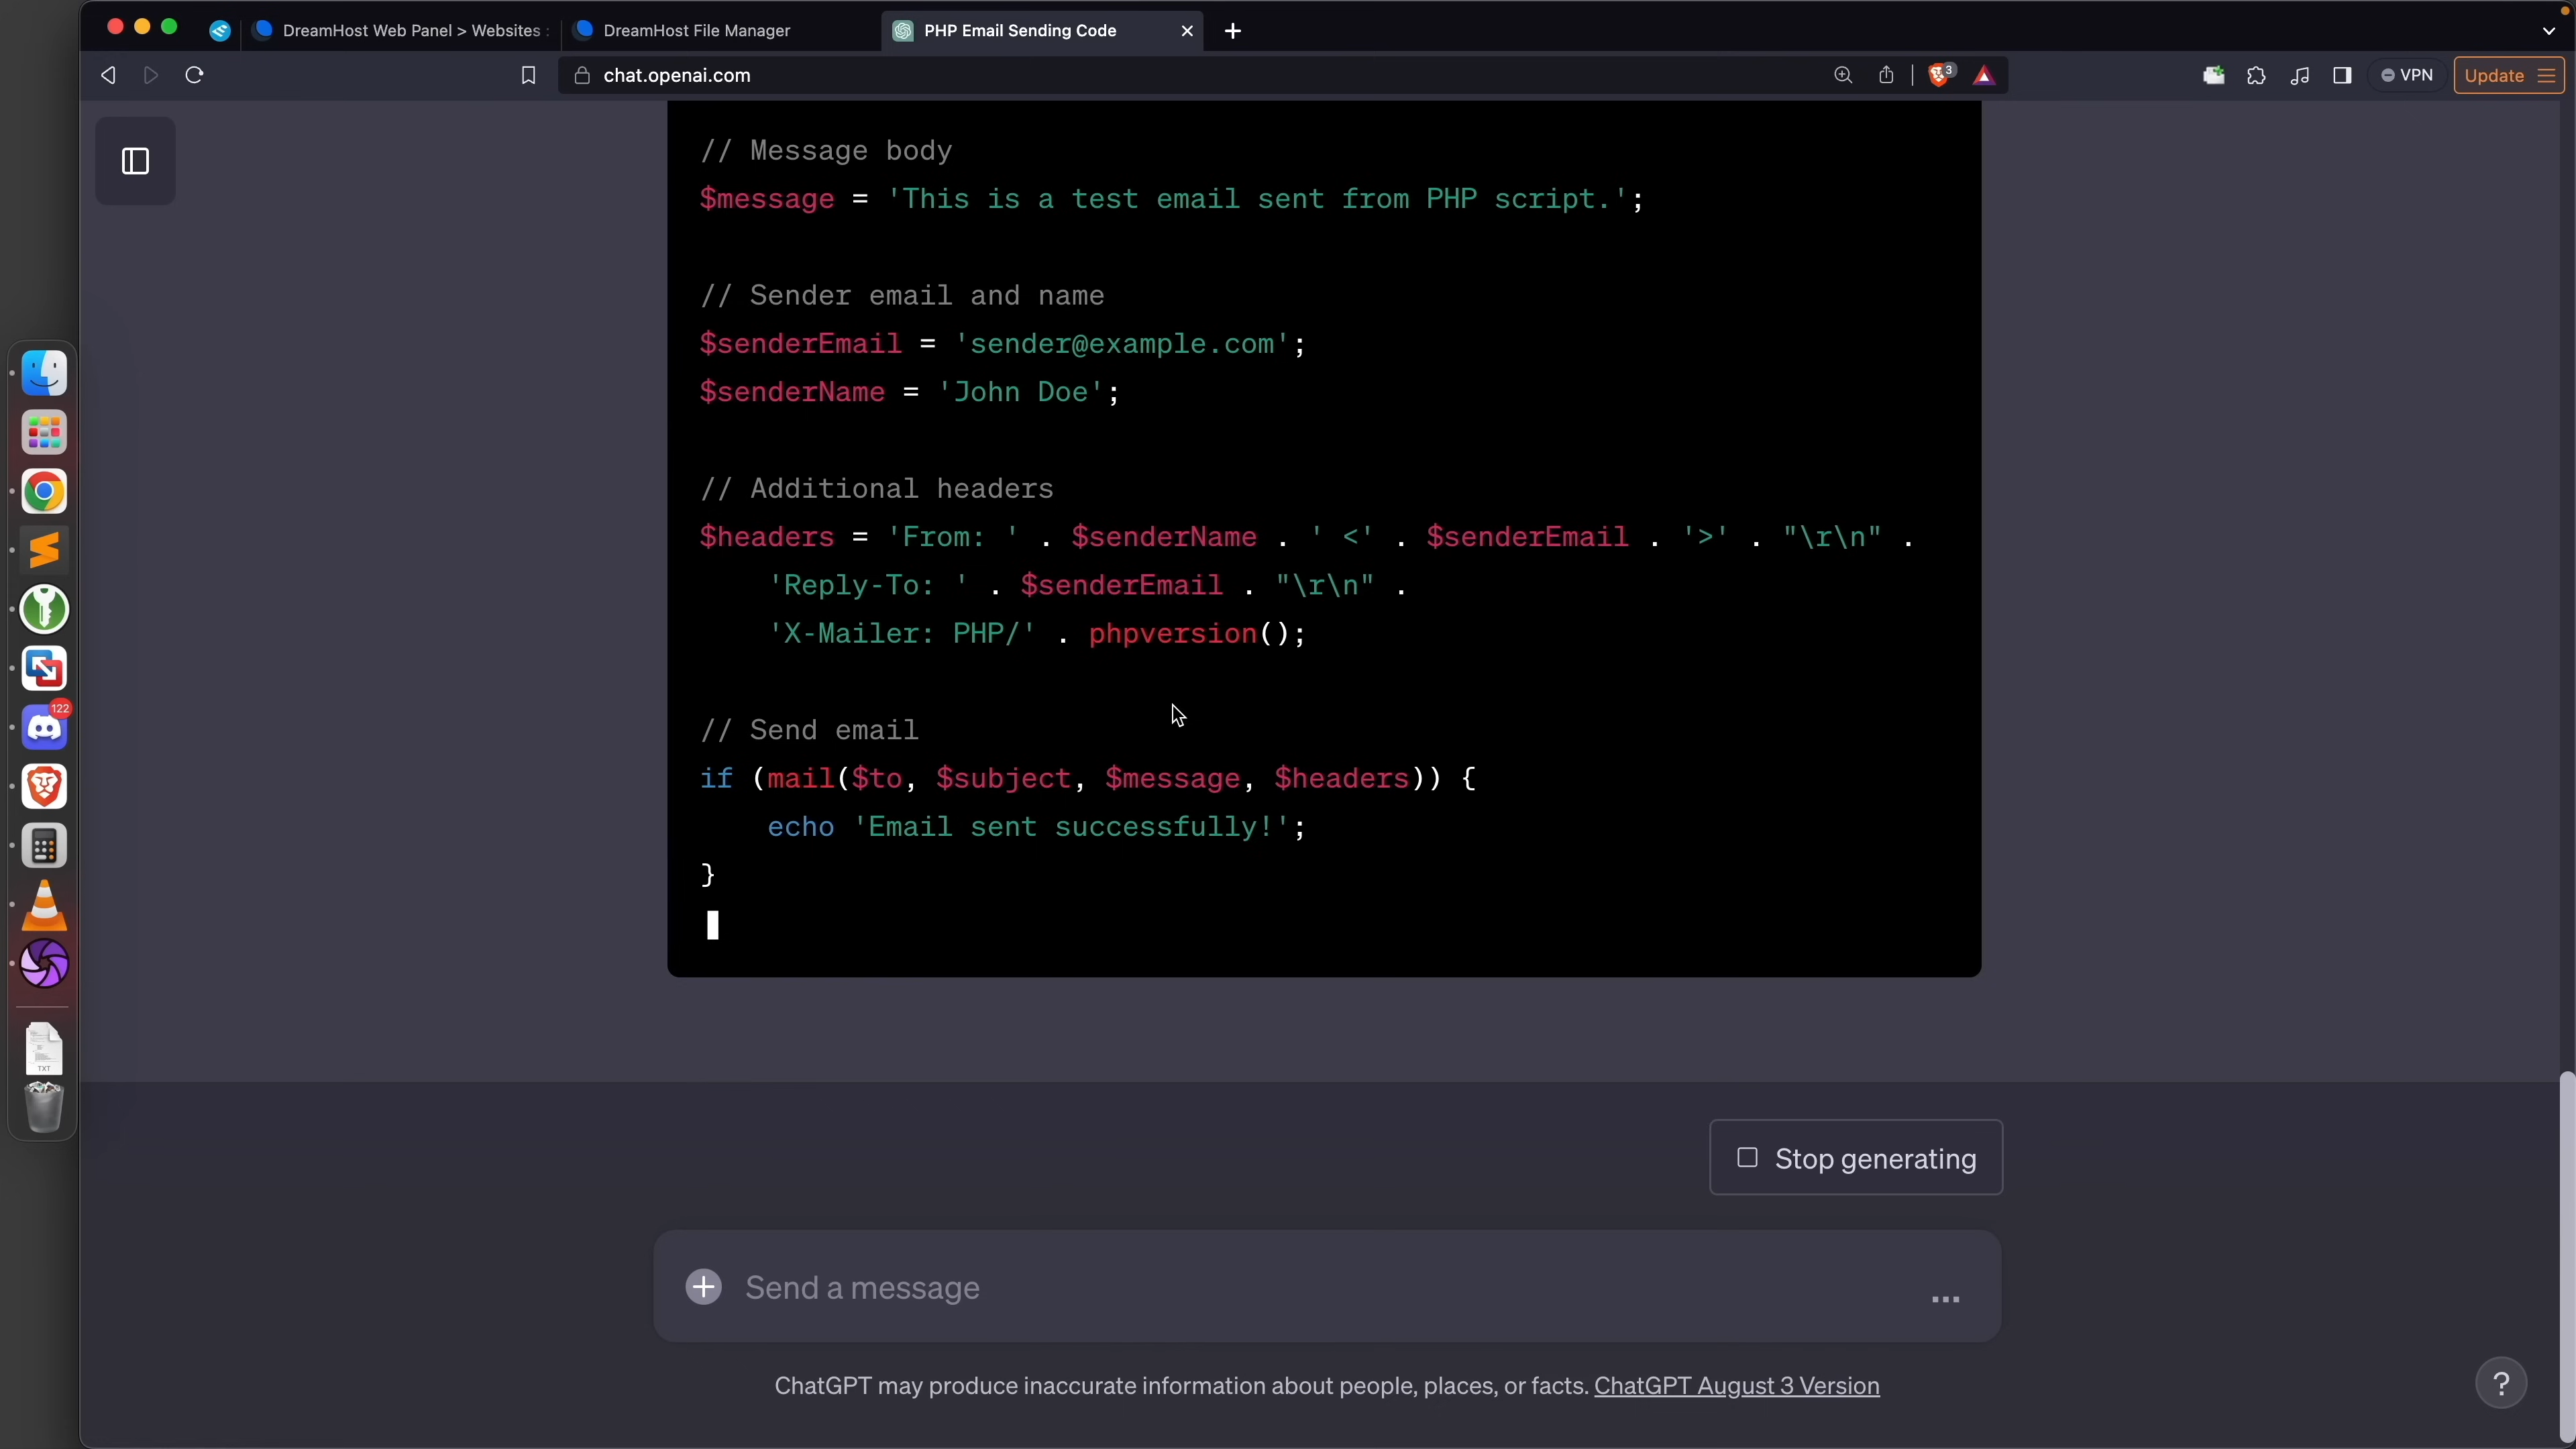 DreamHost Web Panel > Websites :
DreamHost File Manager
PHP Email Sending Code
chat.openai.com
3
VPN
Update
// Message body
$message = 'This is a test email sent from PHP script.';
// Sender email and name
$senderEmail = 'sender@example.com';
$senderName = 'John Doe';
// Additional headers
$headers = 'From: ' . $senderName . ' <' . $senderEmail . '>' . "\r\n" .
'Reply-To: ' . $senderEmail . "\r\n" .
'X-Mailer: PHP/' . phpversion();
// Send email
if (mail($to, $subject, $message, $headers)) {
echo 'Email sent successfully!';
}
122
TXT
Stop generating
Send a message
...
ChatGPT may produce inaccurate information about people, places, or facts. ChatGPT August 3 Version
?